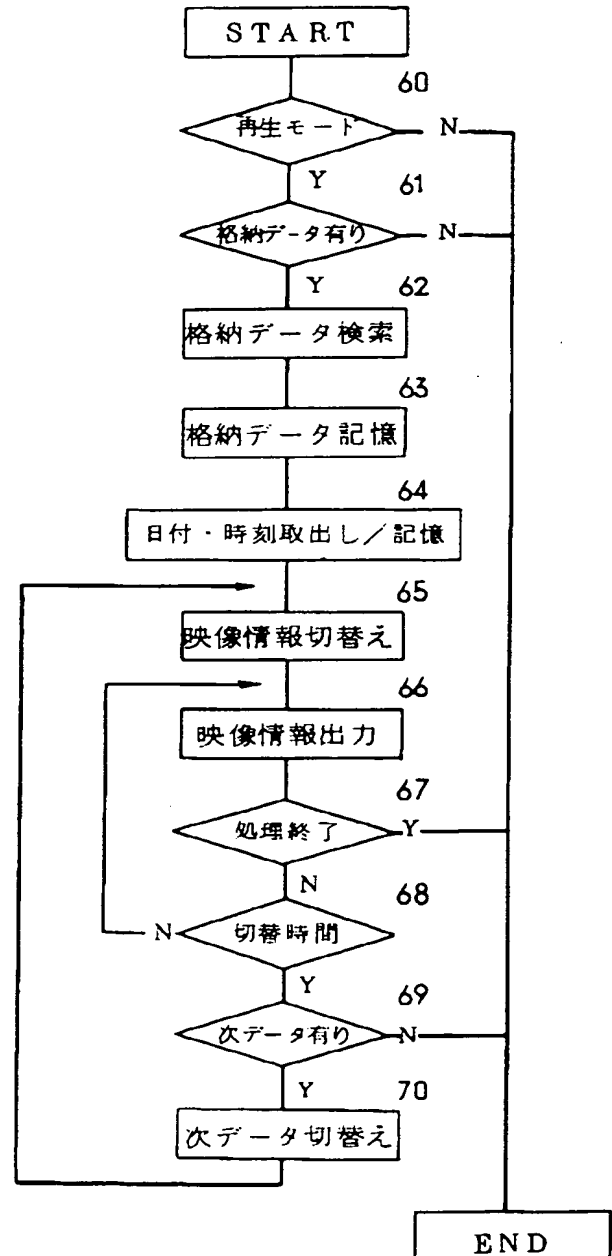 START
60
再生モード N
Y 61
格納データ有り N
Y 62
格納データ検索
63
格納データ記憶
64
日付・時刻取出し／記憶
65
映像情報切替え
66
映像情報出力
67
処理終了 Y
N 68
N 切替時間
Y 69
次データ有り N
Y 70
次データ切替え
END